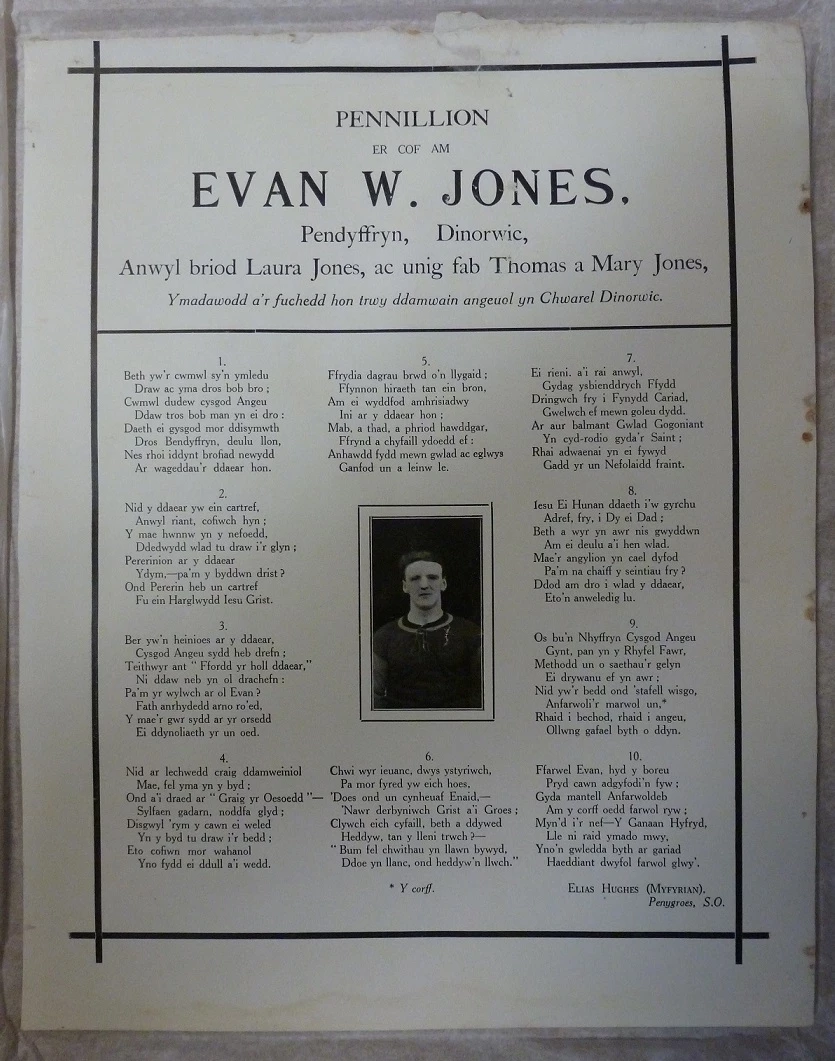 PENNILLION
ER COF AM
EVAN W. JONES.
Pendyffryn, Dinorwic,
Anwyl briod Laura Jones, ac unig fab Thomas a Mary Jones,
Ymadawodd a'r fuchedd hon trwy ddamwain angeuol yn Chwarel Dinorwic.
1.
Beth yw'r cwmwl sy'n ymledu
Draw ac yma dros bob bro ;
Cwmwl dudew cysgod Angeu
Ddaw tros bob man yn ei dro :
Daeth ei gysgod mor ddisymwth
Dros Bendyffryn, deulu llon,
Nes rhoi iddynt brofiad newydd
Ar wageddau'r ddaear hon.
2.
Nid y ddaear yw ein cartref,
Anwyl riant, cofiwch hyn ;
Y mae hwnnw yn y nefoedd,
Ddedwydd wlad tu draw i'r glyn ;
Pererinion ar y ddaear
Ydym,—pa'm y byddwn drist ?
Ond Pererin heb un cartref
Fu ein Harglwydd Iesu Grist.
3.
Ber yw'n heinioes ar y ddaear,
Cysgod Angeu sydd heb drefn ;
Teithwyr ant " Ffordd yr holl ddaear,"
Ni ddaw neb yn ol drachefn :
Pa'm yr wylwch ar ol Evan ?
Fath anrhydedd arno ro'ed,
Y mae'r gwr sydd ar yr orsedd
Ei ddynoliaeth yr un oed.
4.
Nid ar lechwedd craig ddamweiniol
Mae, fel yma yn y byd ;
Ond a'i draed ar " Graig yr Oesoedd "—
Sylfaen gadarn, noddfa glyd ;
Disgwyl 'rym y cawn ei weled
Yn y byd tu draw i'r bedd ;
Eto cofiwn mor wahanol
Yno fydd ei ddull a'i wedd.
5.
Ffrydia dagrau brwd o'n llygaid ;
Ffynnon hiraeth tan ein bron,
Am ei wyddfod amhrisiadwy
Ini ar y ddaear hon ;
Mab, a thad, a phriod hawddgar,
Ffrynd a chyfaill ydoedd ef :
Anhawdd fydd mewn gwlad ac eglwys
Ganfod un a leinw le.
6.
Chwi wyr ieuanc, dwys ystyriwch,
Pa mor fyred yw eich hoes,
'Does ond un cynheuaf Enaid,—
'Nawr derbyniwch Grist a'i Groes ;
Clywch eich cyfaill, beth a ddywed
Heddyw, tan y lleni trwch ?—
" Bum fel chwithau yn llawn bywyd,
Ddoe yn llanc, ond heddyw'n llwch."
* Y corff.
7.
Ei rieni. a'i rai anwyl,
Gydag ysbienddrych Ffydd
Dringwch fry i Fynydd Cariad,
Gwelwch ef mewn goleu dydd.
Ar aur balmant Gwlad Gogoniant
Yn cyd-rodio gyda'r Saint ;
Rhai adwaenai yn ei fywyd
Gadd yr un Nefolaidd fraint.
8.
Iesu Ei Hunan ddaeth i'w gyrchu
Adref, fry, i Dy ei Dad ;
Beth a wyr yn awr nis gwyddwn
Am ei deulu a'i hen wlad.
Mae'r angylion yn cael dyfod
Pa'm na chaiff y seintiau fry ?
Ddod am dro i wlad y ddaear,
Eto'n anweledig lu.
9.
Os bu'n Nhyffryn Cysgod Angeu
Gynt, pan yn y Rhyfel Fawr,
Methodd un o saethau'r gelyn
Ei drywanu ef yn awr ;
Nid yw'r bedd ond 'stafell wisgo,
Anfarwoli'r marwol un,*
Rhaid i bechod, rhaid i angeu,
Ollwng gafael byth o ddyn.
10.
Ffarwel Evan, hyd y boreu
Pryd cawn adgyfodi'n fyw ;
Gyda mantell Anfarwoldeb
Am y corff oedd farwol ryw ;
Myn'd i'r nef—Y Ganaan Hyfryd,
Lle ni raid ymado mwy,
Yno'n gwledda byth ar gariad
Haeddiant dwyfol farwol glwy'.
ELIAS HUGHES (MYFYRIAN).
Penygroes, S.O.